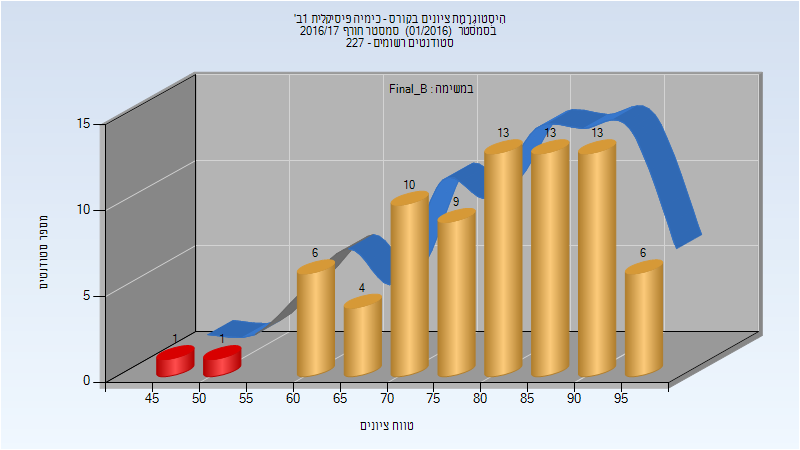 היסטוגרמת ציונים בקורס - כימיה פיסיקלית 1ב'
בסמסטר (01/2016) סמסטר חורף 2016/17
סטודנטים רשומים - 227
במשימה : Final_B
מספר סטודנטים
15
10
5
0
1
1
6
4
10
9
13
13
13
6
45 50 55 60 65 70 75 80 85 90 95
טווח ציונים